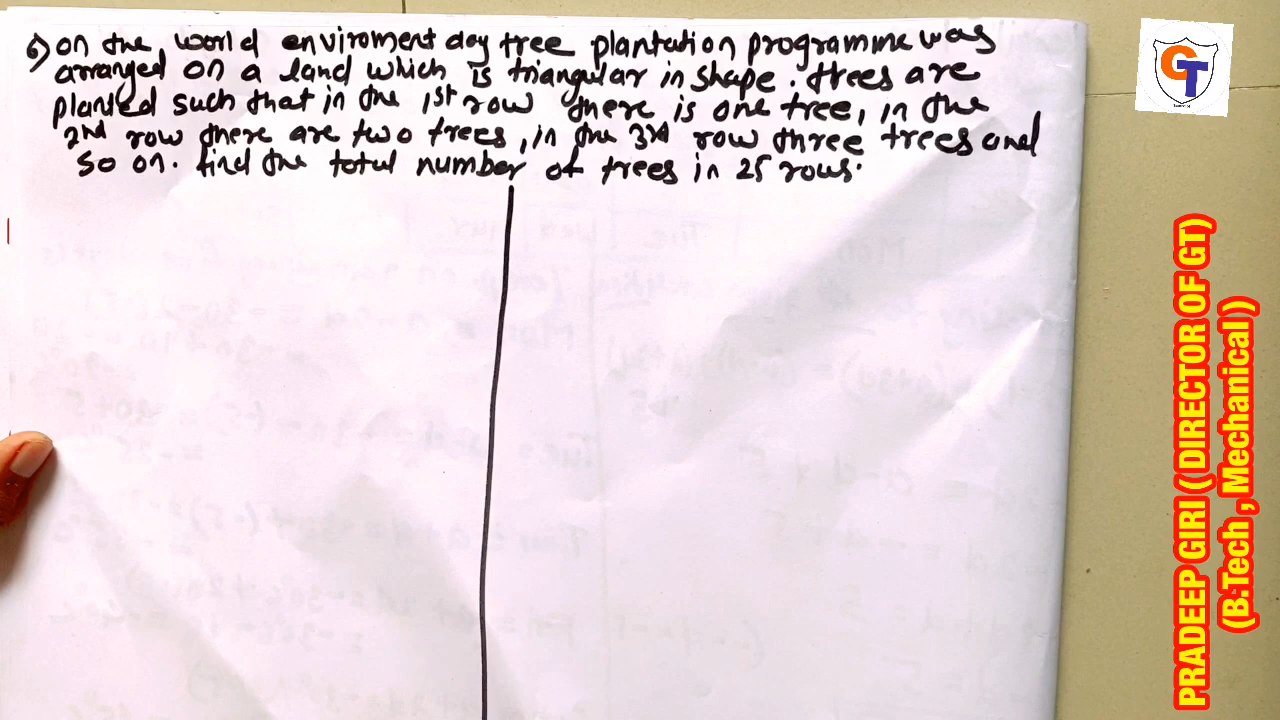 6) on the world enviroment day tree plantation programme was
arranged on a land which is triangular in shape. trees are
planted such that in the 1st row there is one tree, in the
2nd row there are two trees, in the 3rd row three trees and
so on. find the total number of trees in 25 rows.
GT
PRADEEP GIRI ( DIRECTOR OF GT)
(B.Tech , Mechanical )